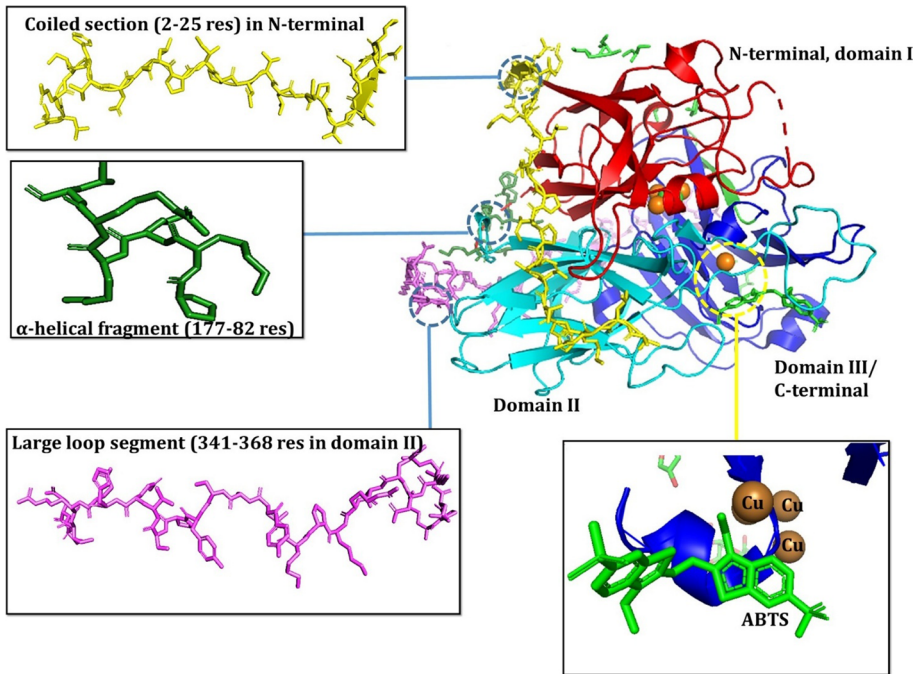 Coiled section (2-25 res) in N-terminal
N-terminal, domain I
α-helical fragment (177-82 res)
Domain III/
C-terminal
Domain II
Large loop segment (341-368 res in domain II)
Cu
Cu
Cu
ABTS